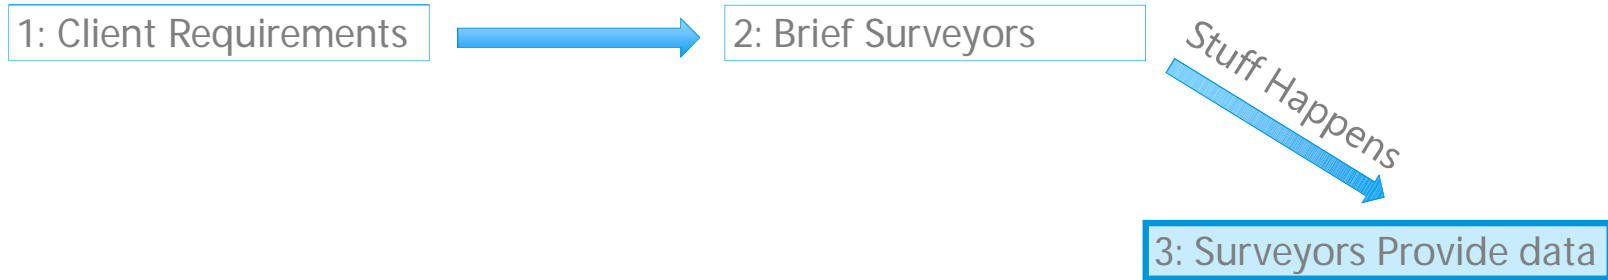 1: Client Requirements
2: Brief Surveyors
Stuff Happens
3: Surveyors Provide data